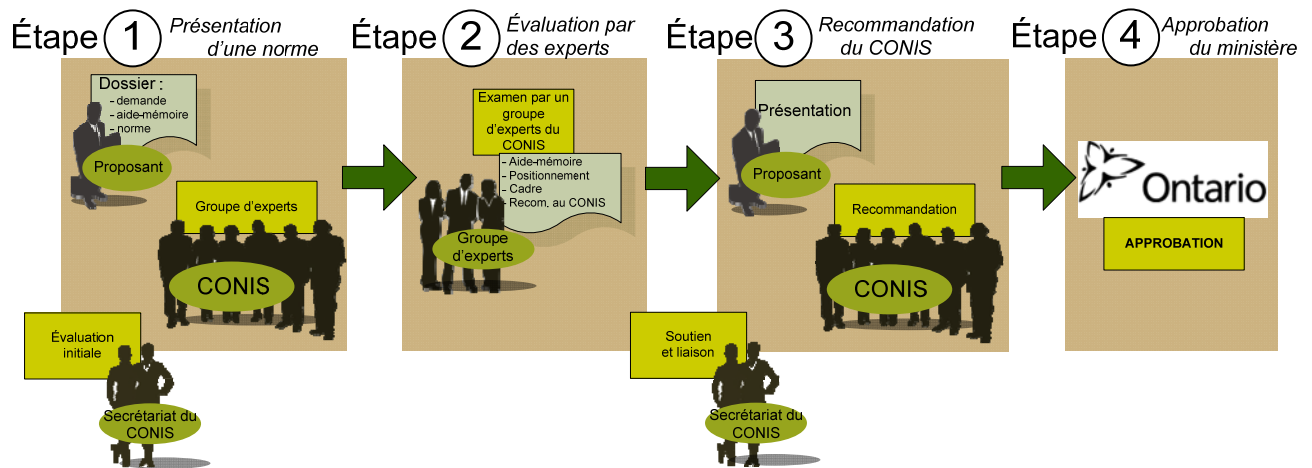 Étape 1 Présentation
d’une norme
Dossier :
- demande
- aide-mémoire
- norme
Proposant
Groupe d’experts
CONIS
Évaluation
initiale
Secrétariat du
CONIS
Étape 2 Évaluation par
des experts
Examen par un
groupe
d’experts du
CONIS
- Aide-mémoire
- Positionnement
- Cadre
- Recom. au CONIS
Groupe
d’experts
Étape 3 Recommandation
du CONIS
Présentation
Proposant
Recommandation
CONIS
Soutien
et liaison
Secrétariat du
CONIS
Étape 4 Approbation
du ministère
Ontario
APPROBATION